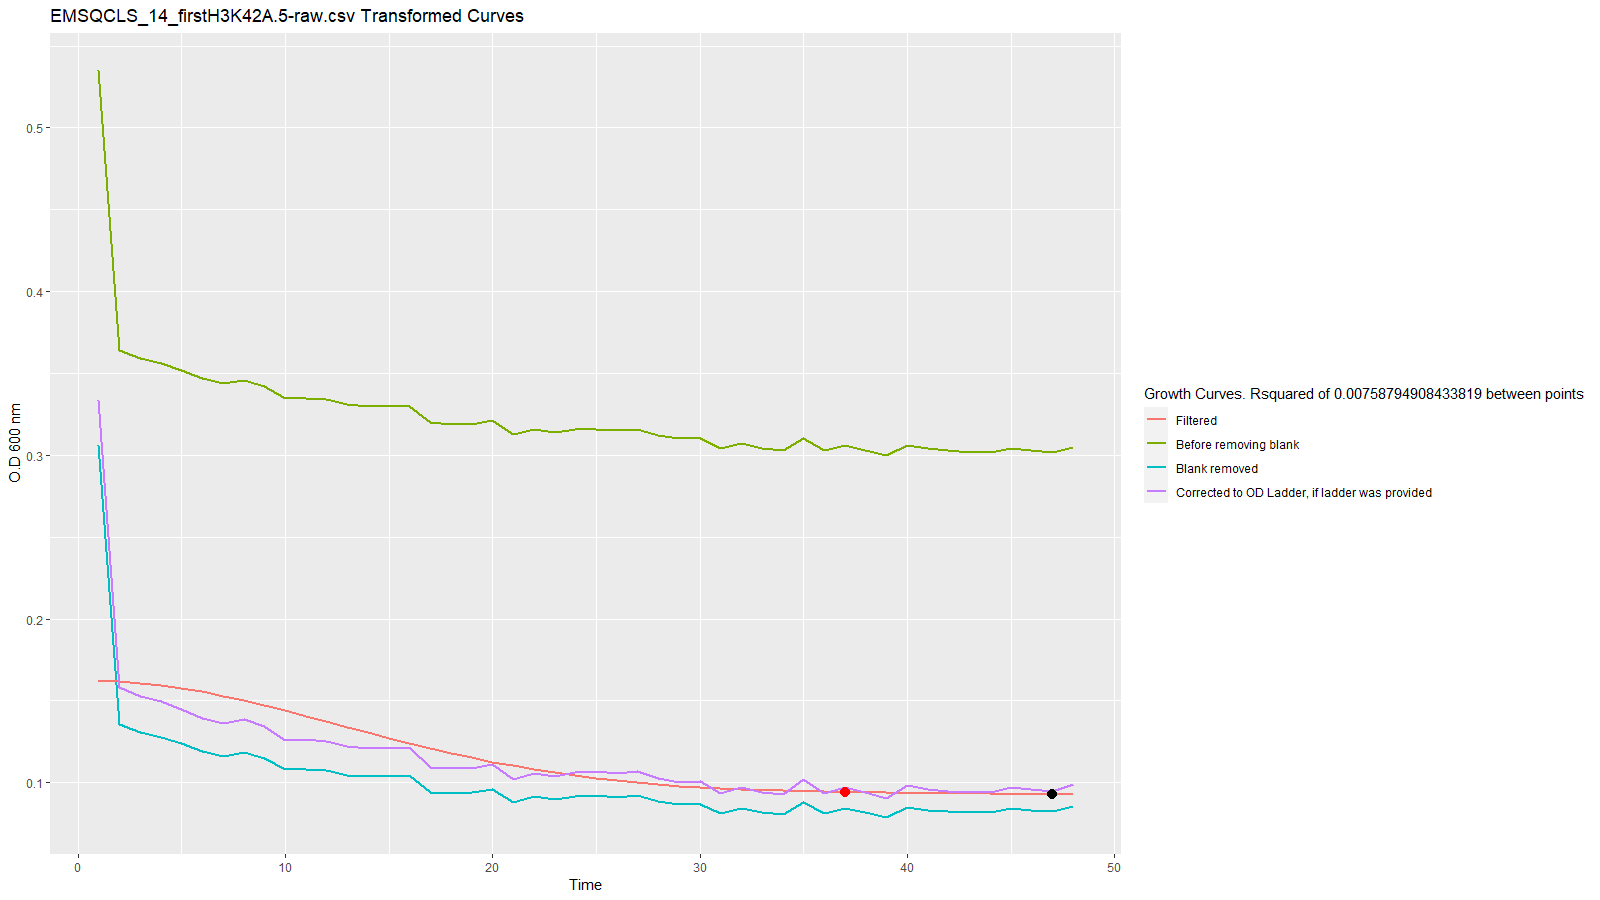 EMSQCLS_14_firstH3K42A.5-raw.csv Transformed Curves
0.5
0.4
0.3
0.2
0.1
O.D 600 nm
0
10
20
30
40
50
Time
Growth Curves. Rsquared of 0.00758794908433819 between points
Filtered
Before removing blank
Blank removed
Corrected to OD Ladder, if ladder was provided